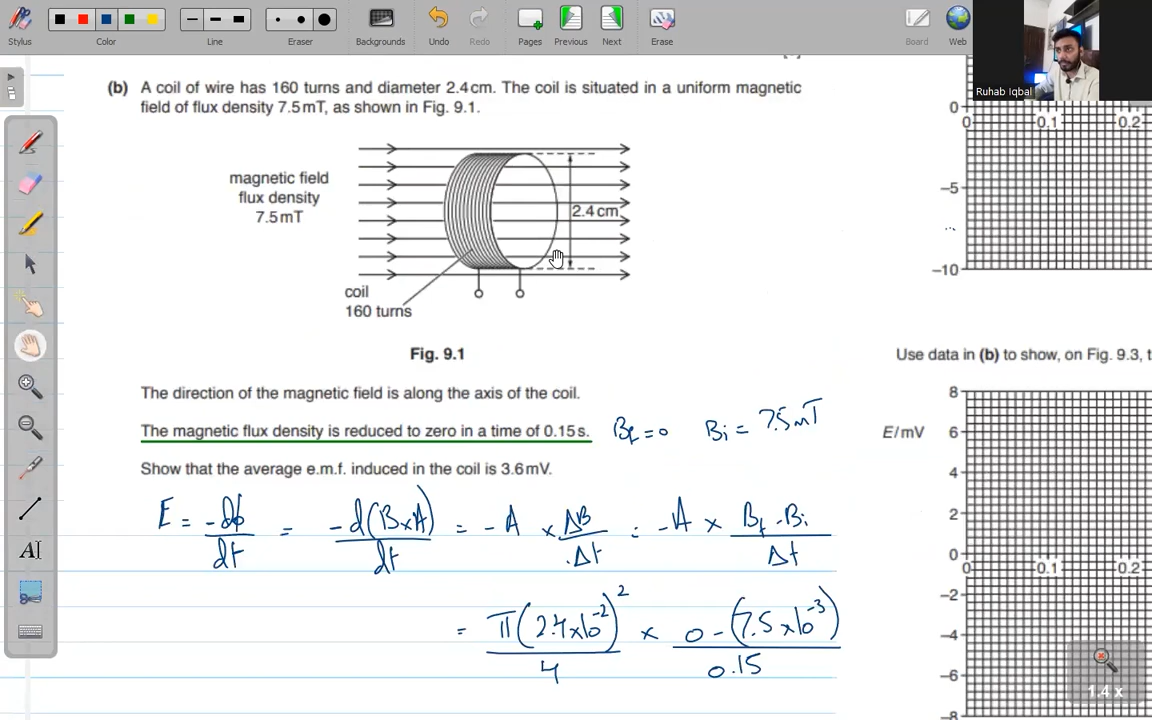 Stylus
Color
Line
Eraser
Backgrounds
Undo
Redo
Pages
Previous
Next
Erase
Board
Web
Ruhab Iqbal
(b) A coil of wire has 160 turns and diameter 2.4 cm. The coil is situated in a uniform magnetic
field of flux density 7.5 mT, as shown in Fig. 9.1.
magnetic field
flux density
7.5 mT
2.4 cm
coil
160 turns
Fig. 9.1
The direction of the magnetic field is along the axis of the coil.
The magnetic flux density is reduced to zero in a time of 0.15 s. Bf = 0 Bi = 7.5 mT
Show that the average e.m.f. induced in the coil is 3.6 mV.
E = -dϕ/dt = -d(B×A)/dt = -A × ΔB/.Δt = -A × Bf - Bi/Δt
= π(2.4×10^-2)^2/4 × 0 - (7.5×10^-3)/0.15
0
0 0.1 0.2
-5
-10
Use data in (b) to show, on Fig. 9.3, t
8
E/mV 6
4
2
0
0 0.1 0.2
-2
-4
-6
-8
A
1.4 x